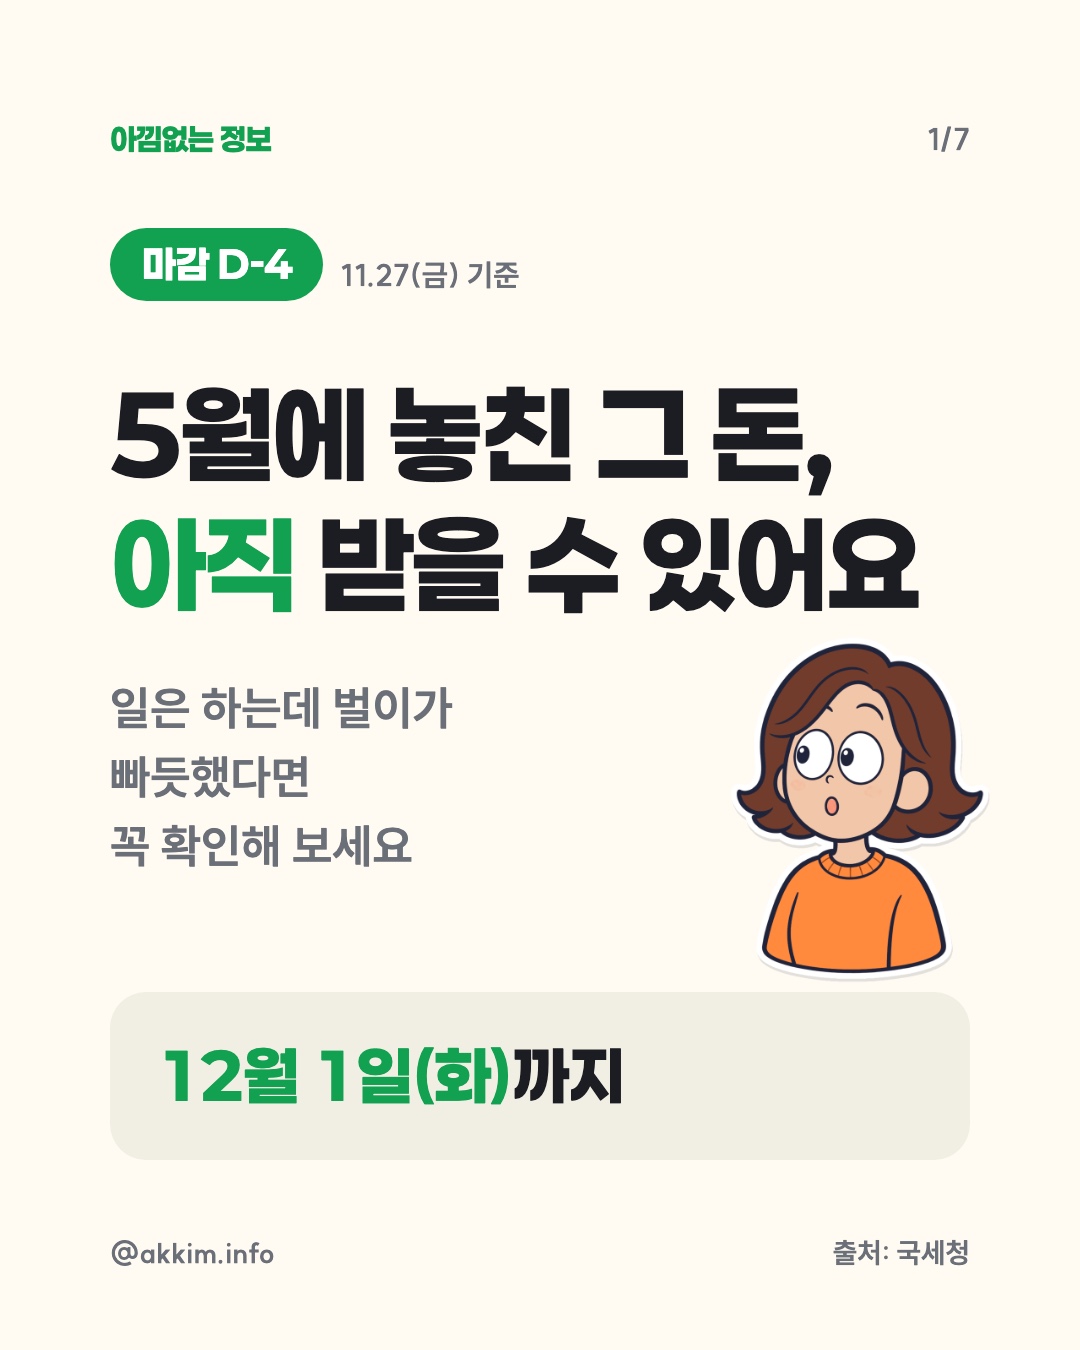 아낌없는 정보
1/7
마감 D-4
11.27(금) 기준
5월에 놓친 그 돈,
아직 받을 수 있어요
일은 하는데 벌이가
빠듯했다면
꼭 확인해 보세요
12월 1일(화)까지
@akkim.info
출처: 국세청